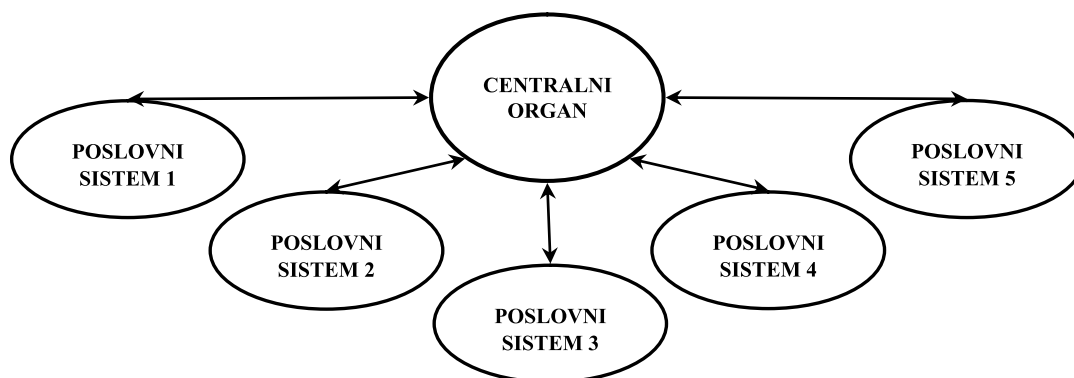 CENTRALNI
ORGAN
POSLOVNI
SISTEM 1
POSLOVNI
SISTEM 2
POSLOVNI
SISTEM 3
POSLOVNI
SISTEM 4
POSLOVNI
SISTEM 5